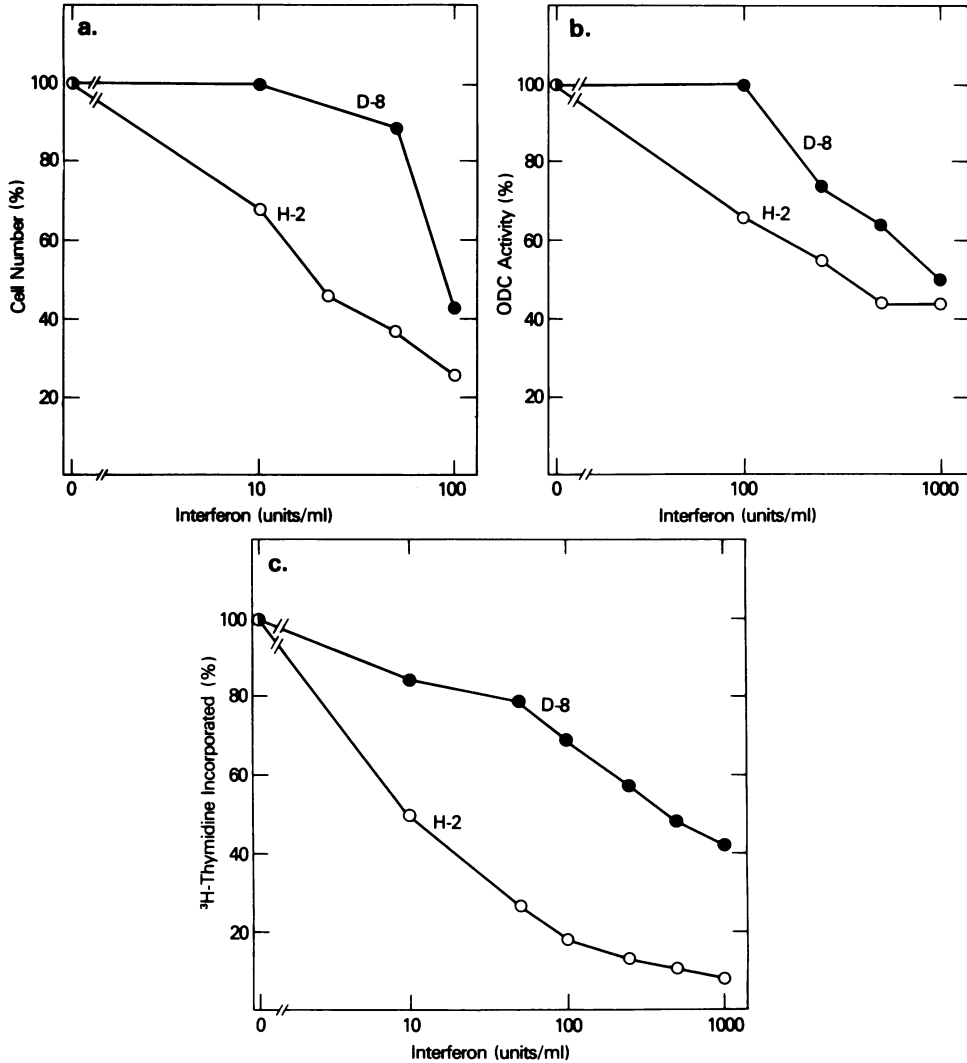 a.
100
80
60
40
20
Cell Number (%)
D-8
H-2
0
10
100
Interferon (units/ml)
b.
100
80
60
40
20
ODC Activity (%)
D-8
H-2
0
100
1000
Interferon (units/ml)
c.
100
80
60
40
20
³H-Thymidine Incorporated (%)
D-8
H-2
0
10
100
1000
Interferon (units/ml)